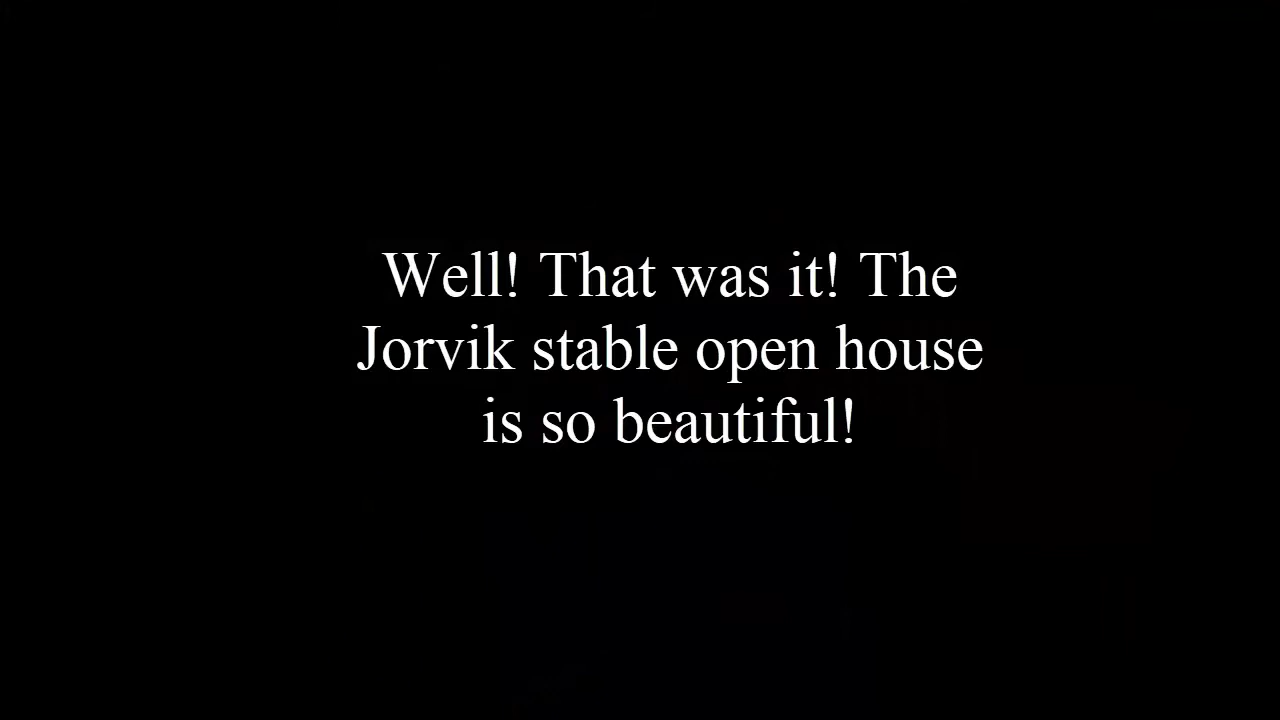 Well! That was it! The
Jorvik stable open house
is so beautiful!